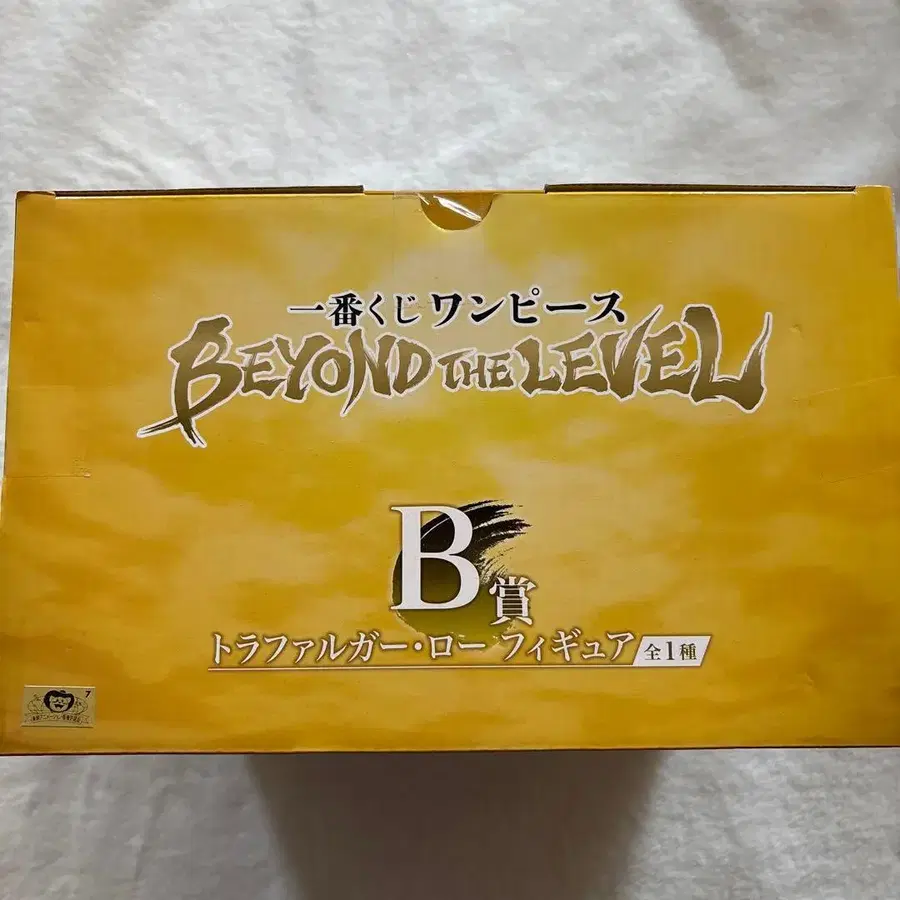 一番くじ ワンピース
BEYOND THE LEVEL
B賞
トラファルガー・ロー フィギュア 全1種
7